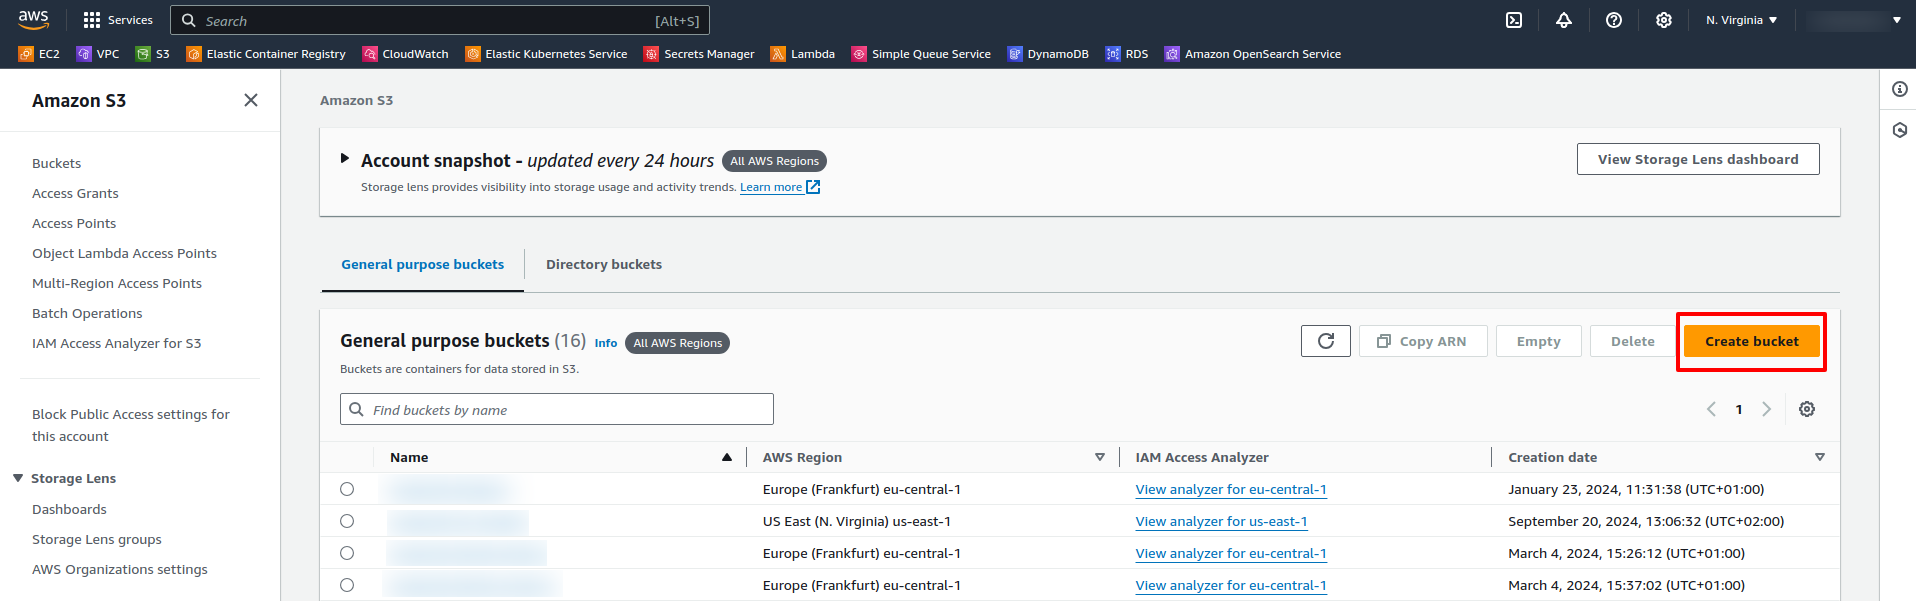 aws Services Search [Alt+S] N. Virginia
EC2 VPC S3 Elastic Container Registry CloudWatch Elastic Kubernetes Service Secrets Manager Lambda Simple Queue Service DynamoDB RDS Amazon OpenSearch Service
Amazon S3
Buckets
Access Grants
Access Points
Object Lambda Access Points
Multi-Region Access Points
Batch Operations
IAM Access Analyzer for S3
Block Public Access settings for
this account
Storage Lens
Dashboards
Storage Lens groups
AWS Organizations settings
Amazon S3
Account snapshot - updated every 24 hours All AWS Regions View Storage Lens dashboard
Storage lens provides visibility into storage usage and activity trends. Learn more
General purpose buckets Directory buckets
General purpose buckets (16) Info All AWS Regions Copy ARN Empty Delete Create bucket
Buckets are containers for data stored in S3.
Find buckets by name 1
Name AWS Region IAM Access Analyzer Creation date
Europe (Frankfurt) eu-central-1 View analyzer for eu-central-1 January 23, 2024, 11:31:38 (UTC+01:00)
US East (N. Virginia) us-east-1 View analyzer for us-east-1 September 20, 2024, 13:06:32 (UTC+02:00)
Europe (Frankfurt) eu-central-1 View analyzer for eu-central-1 March 4, 2024, 15:26:12 (UTC+01:00)
Europe (Frankfurt) eu-central-1 View analyzer for eu-central-1 March 4, 2024, 15:37:02 (UTC+01:00)